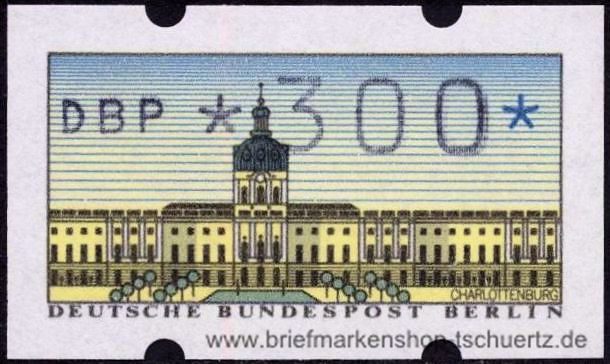 DBP *300*
CHARLOTTENBURG
DEUTSCHE BUNDESPOST BERLIN
www.briefmarkenshop-tschuertz.de